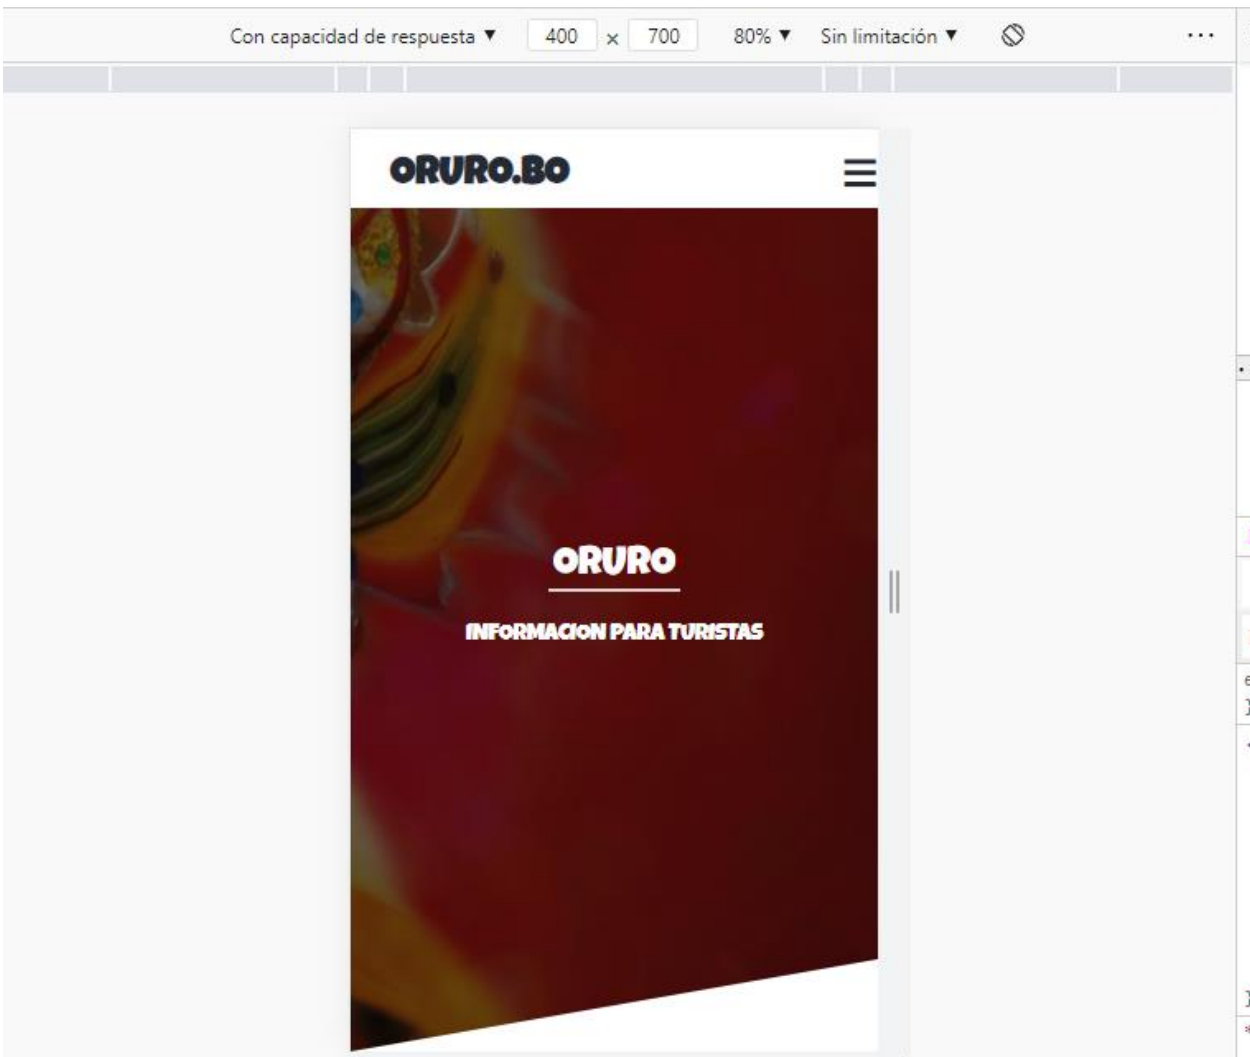 Con capacidad de respuesta ▼ 400 × 700 80% ▼ Sin limitación ▼ ...
ORURO.BO
ORURO
INFORMACION PARA TURISTAS